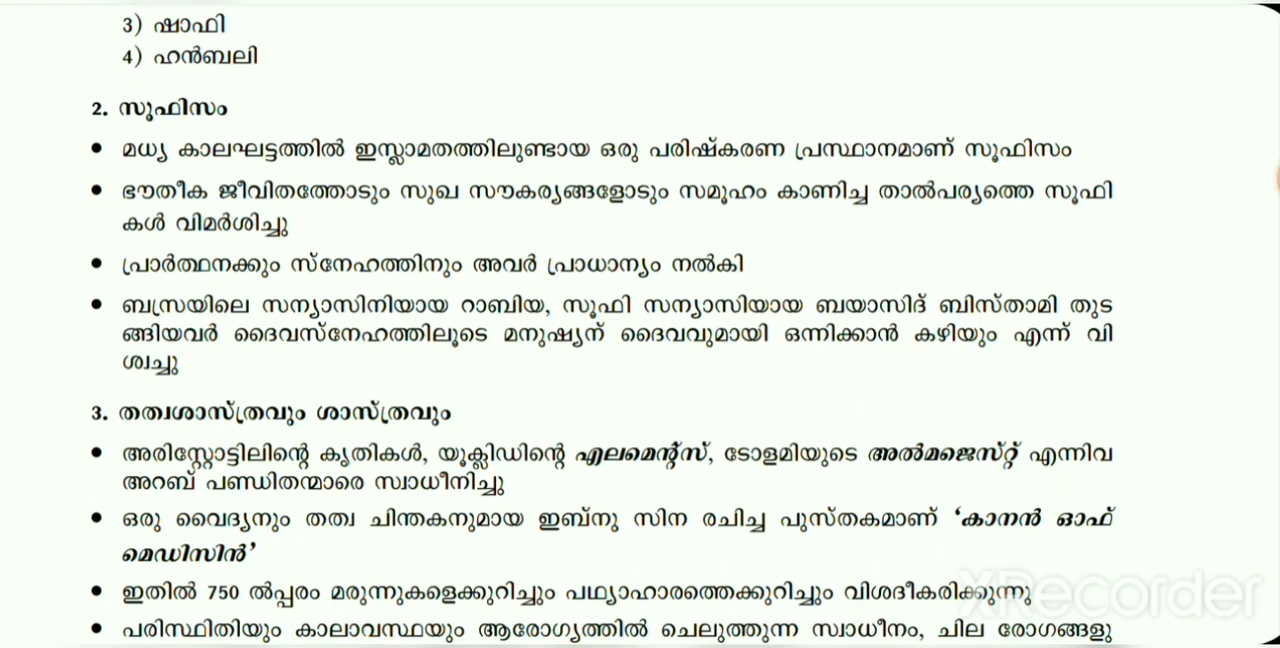 3) ഷാഫി
4) ഹൻബലി
2. സൂഫിസം
• മധ്യ കാലഘട്ടത്തിൽ ഇസ്ലാമതത്തിലുണ്ടായ ഒരു പരിഷ്കരണ പ്രസ്ഥാനമാണ് സൂഫിസം
• ഭൗതീക ജീവിതത്തോടും സുഖ സൗകര്യങ്ങളോടും സമൂഹം കാണിച്ച താൽപര്യത്തെ സൂഫി
കൾ വിമർശിച്ചു
• പ്രാർത്ഥനക്കും സ്നേഹത്തിനും അവർ പ്രാധാന്യം നൽകി
• ബസ്രയിലെ സന്യാസിനിയായ റാബിയ, സൂഫി സന്യാസിയായ ബയാസിദ് ബിസ്താമി തുട
ങ്ങിയവർ ദൈവസ്നേഹത്തിലൂടെ മനുഷ്യന് ദൈവവുമായി ഒന്നിക്കാൻ കഴിയും എന്ന് വി
ശ്വച്ചു
3. തത്വശാസ്ത്രവും ശാസ്ത്രവും
• അരിസ്റ്റോട്ടിലിന്റെ കൃതികൾ, യൂക്ലിഡിന്റെ എലമെന്റ്സ്, ടോളമിയുടെ അൽമജെസ്റ്റ് എന്നിവ
അറബ് പണ്ഡിതന്മാരെ സ്വാധീനിച്ചു
• ഒരു വൈദ്യനും തത്വ ചിന്തകനുമായ ഇബ്നു സിന രചിച്ച പുസ്തകമാണ് ‘കാനൻ ഓഫ്
മെഡിസിൻ’
• ഇതിൽ 750 ൽപ്പരം മരുന്നുകളെക്കുറിച്ചും പഥ്യാഹാരത്തെക്കുറിച്ചും വിശദീകരിക്കുന്നു
XRecorder
• പരിസ്ഥിതിയും കാലാവസ്ഥയും ആരോഗ്യത്തിൽ ചെലുത്തുന്ന സ്വാധീനം, ചില രോഗങ്ങളു